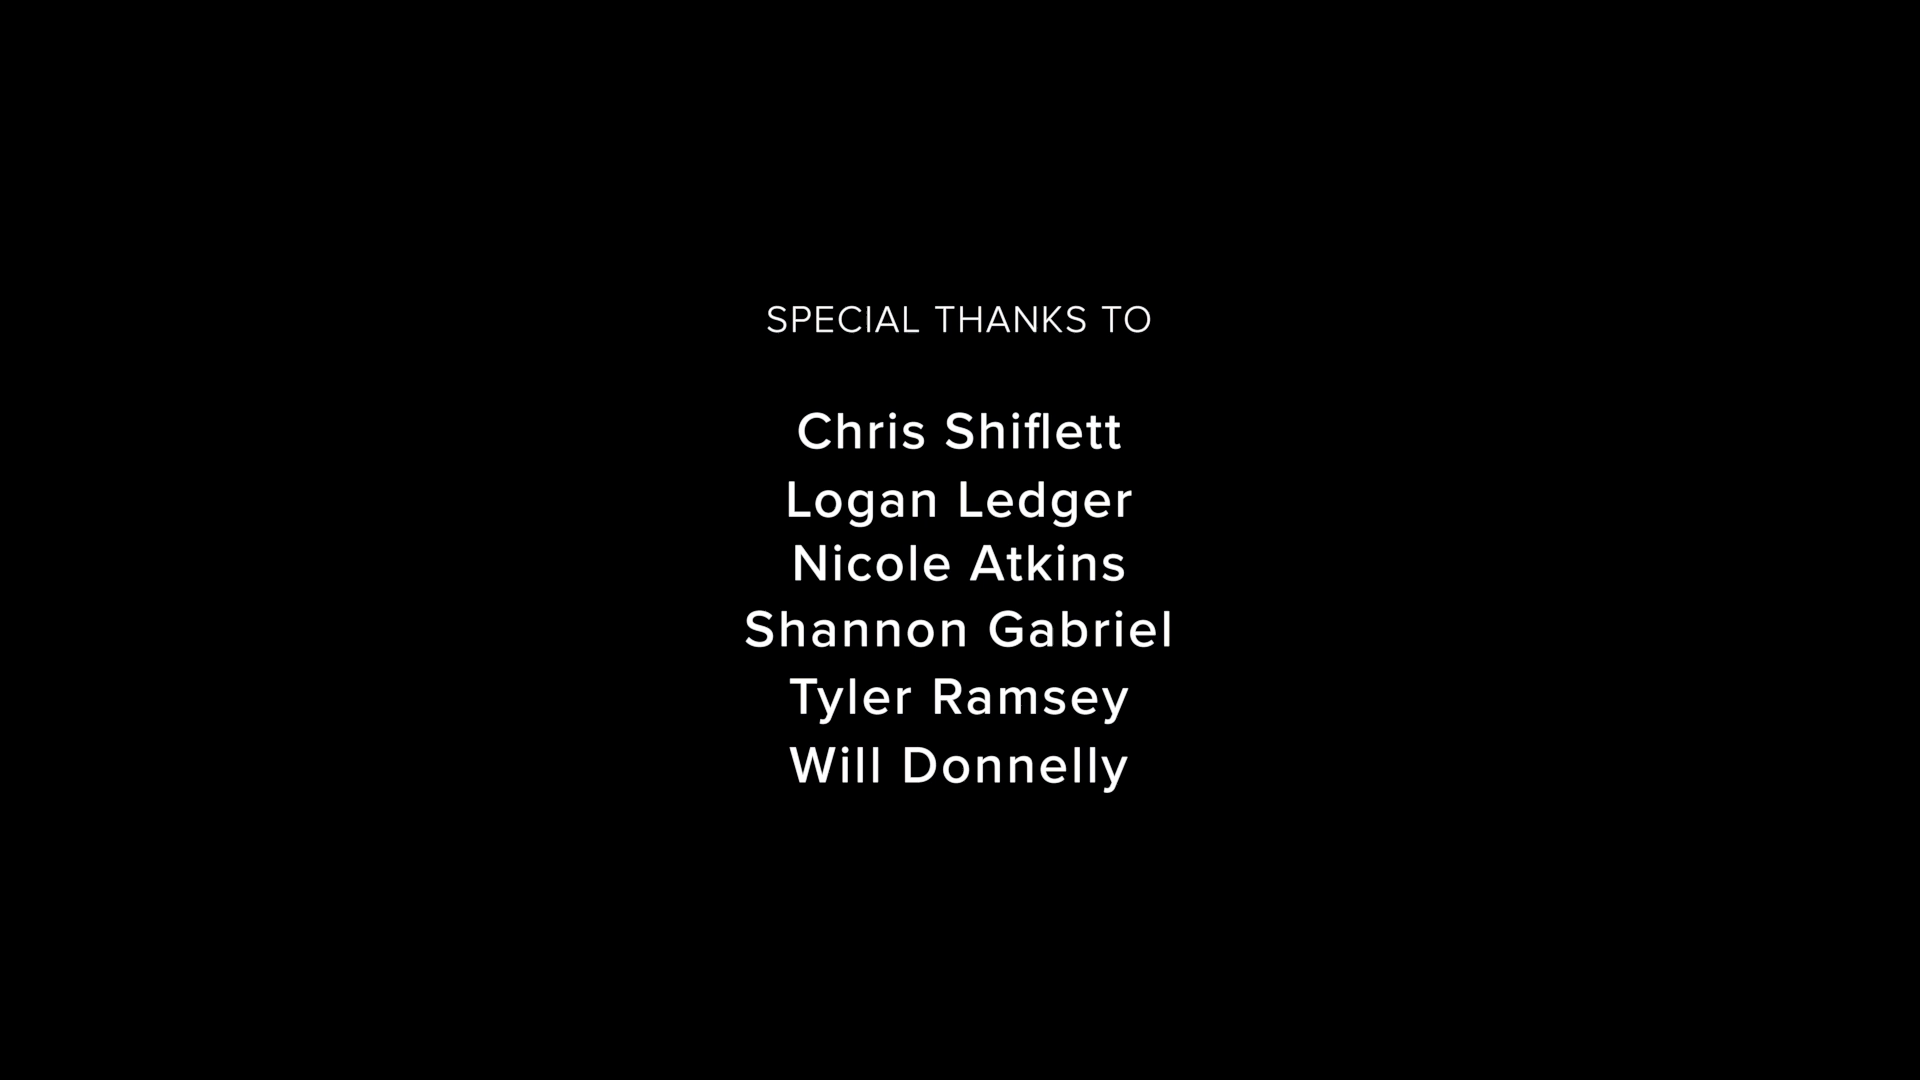 SPECIAL THANKS TO
Chris Shiflett
Logan Ledger
Nicole Atkins
Shannon Gabriel
Tyler Ramsey
Will Donnelly